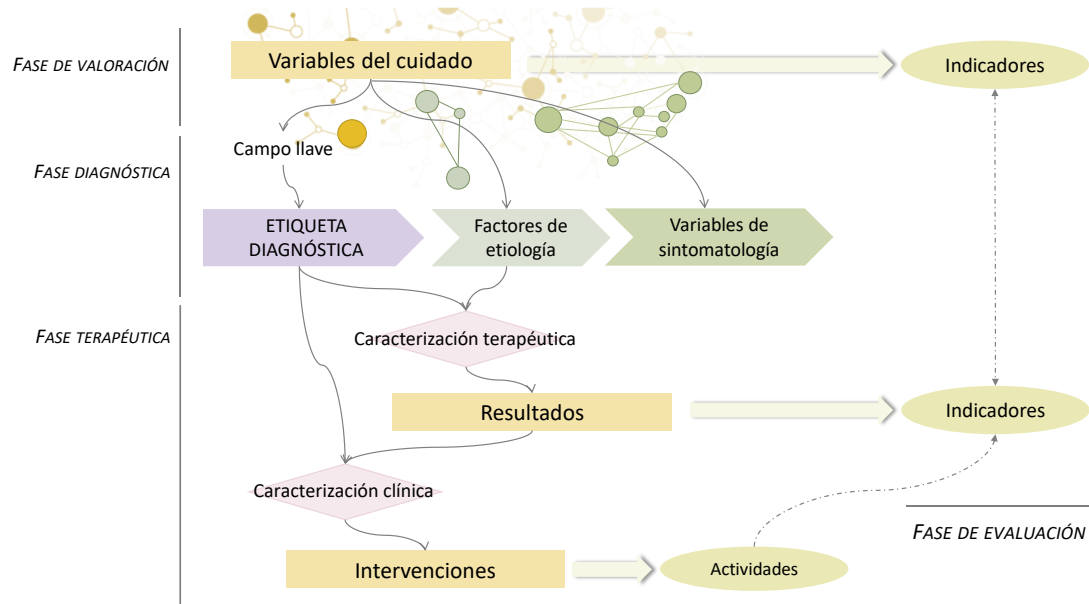 FASE DE VALORACIÓN
Variables del cuidado
Indicadores
Campo llave
FASE DIAGNÓSTICA
ETIQUETA
DIAGNÓSTICA
Factores de
etiología
Variables de
sintomatología
FASE TERAPÉUTICA
Caracterización terapéutica
Resultados
Indicadores
Caracterización clínica
FASE DE EVALUACIÓN
Intervenciones
Actividades